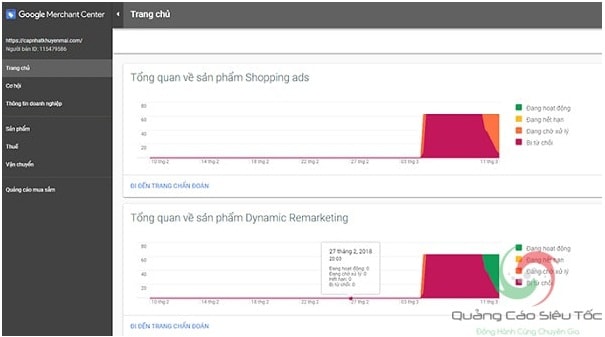 Google Merchant Center
Trang chủ
https://capnhatkhuyenmai.com/
Người bán ID: 115479586
Trang chủ
Cơ hội
Thông tin doanh nghiệp
Sản phẩm
Thuế
Vận chuyển
Quảng cáo mua sắm
Tổng quan về sản phẩm Shopping ads
80
60
40
20
0
10 thg 2
14 thg 2
18 thg 2
22 thg 2
27 thg 2
03 thg 3
11 thg 3
Đang hoạt động
Đang hết hạn
Đang chờ xử lý
Bị từ chối
ĐI ĐẾN TRANG CHẨN ĐOÁN
Tổng quan về sản phẩm Dynamic Remarketing
80
60
40
20
0
10 thg 2
14 thg 2
18 thg 2
22 thg 2
27 thg 2
03 thg 3
11 thg 3
27 tháng 2, 2018
20:03
Đang hoạt động: 0
Đang chờ xử lý: 0
Hết hạn: 0
Bị từ chối: 0
Đang hoạt động
Đang hết hạn
Đang chờ xử lý
Bị từ chối
ĐI ĐẾN TRANG CHẨN ĐOÁN
Quảng Cáo Siêu Tốc
Đồng Hành Cùng Chuyên Gia